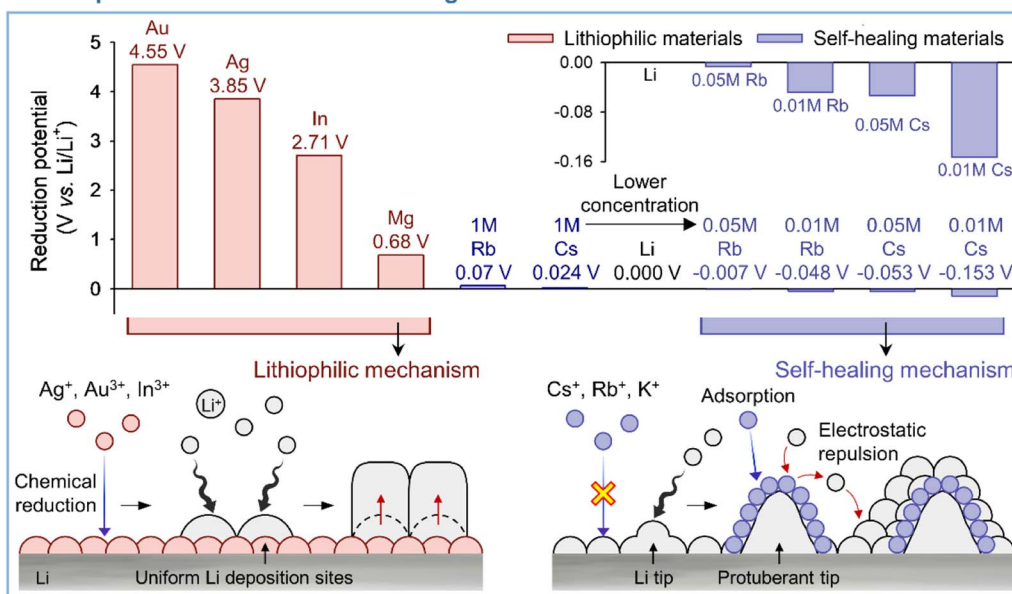 Lithiophilic materials
Self-healing materials
Reduction potential
(V vs. Li/Li⁺)
5
4
3
2
1
0
Au
4.55 V
Ag
3.85 V
In
2.71 V
Mg
0.68 V
1M
Rb
0.07 V
1M
Cs
0.024 V
Lower
concentration
Li
0.000 V
0.05M
Rb
-0.007 V
0.01M
Rb
-0.048 V
0.05M
Cs
-0.053 V
0.01M
Cs
-0.153 V
0.00
-0.08
-0.16
Li
0.05M Rb
0.01M Rb
0.05M Cs
0.01M Cs
Lithiophilic mechanism
Ag⁺, Au³⁺, In³⁺
Li⁺
Chemical
reduction
Li
Uniform Li deposition sites
Self-healing mechanism
Cs⁺, Rb⁺, K⁺
Adsorption
Electrostatic
repulsion
Li tip
Protuberant tip